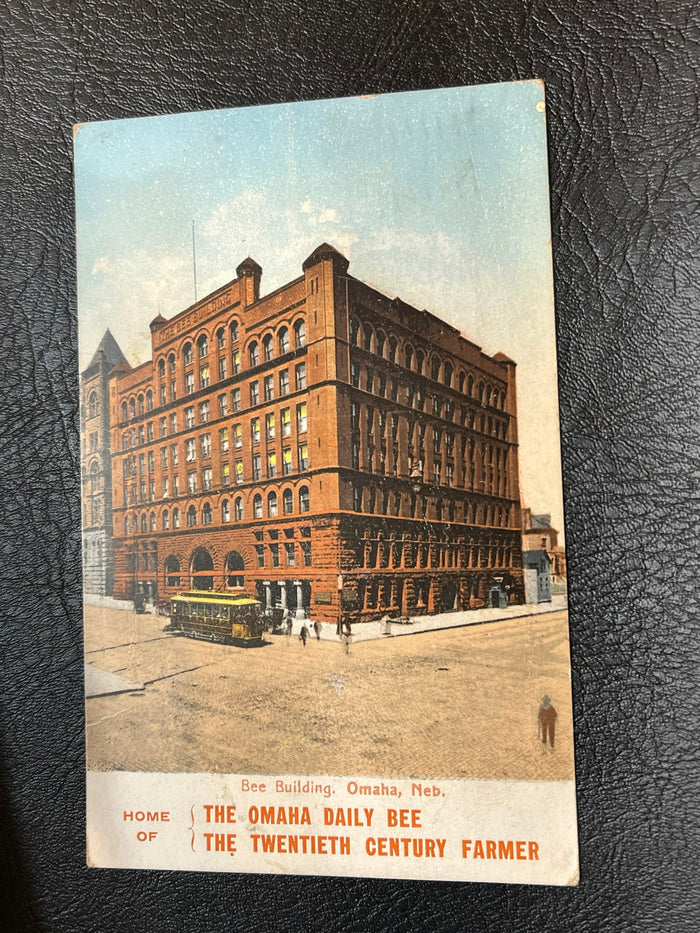 THE BEE BUILDING
Bee Building. Omaha, Neb.
HOME OF
THE OMAHA DAILY BEE
THE TWENTIETH CENTURY FARMER